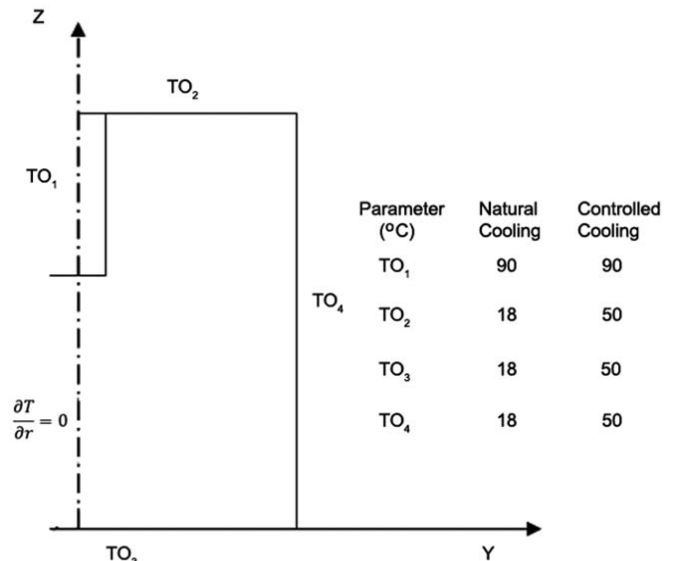 Z
TO₂
TO₁
Parameter (°C) Natural Cooling Controlled Cooling
TO₁ 90 90
TO₄
TO₂ 18 50
TO₃ 18 50
∂T/∂r = 0
TO₄ 18 50
TO₃
Y